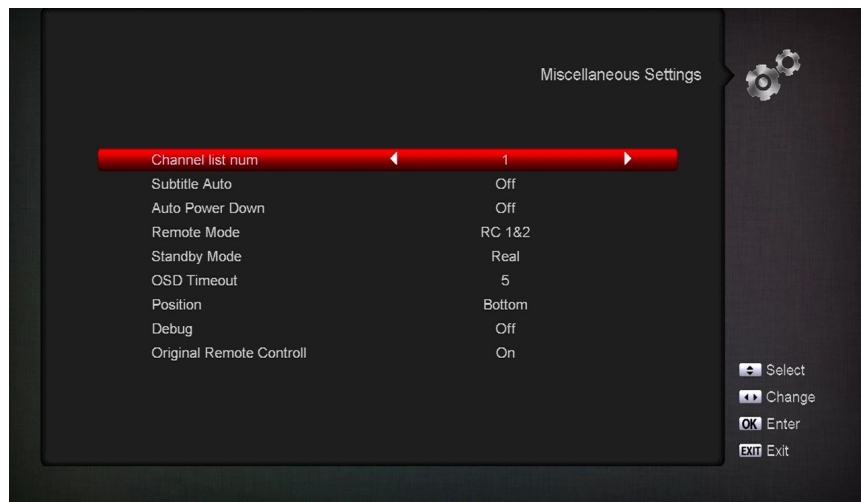 Miscellaneous Settings
Channel list num 1
Subtitle Auto Off
Auto Power Down Off
Remote Mode RC 1&2
Standby Mode Real
OSD Timeout 5
Position Bottom
Debug Off
Original Remote Controll On
Select
Change
OK Enter
EXIT Exit